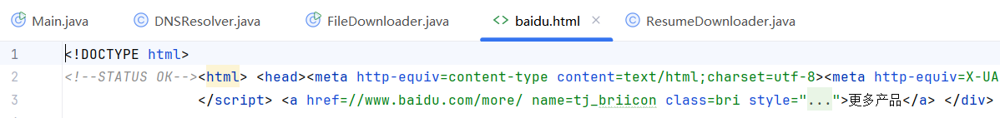 Main.java DNSResolver.java FileDownloader.java baidu.html ResumeDownloader.java
1 <!DOCTYPE html>
2 <!--STATUS OK--><html> <head><meta http-equiv=content-type content=text/html;charset=utf-8><meta http-equiv=X-UA
3 </script> <a href=//www.baidu.com/more/ name=tj_briicon class=bri style="...">更多产品</a> </div>